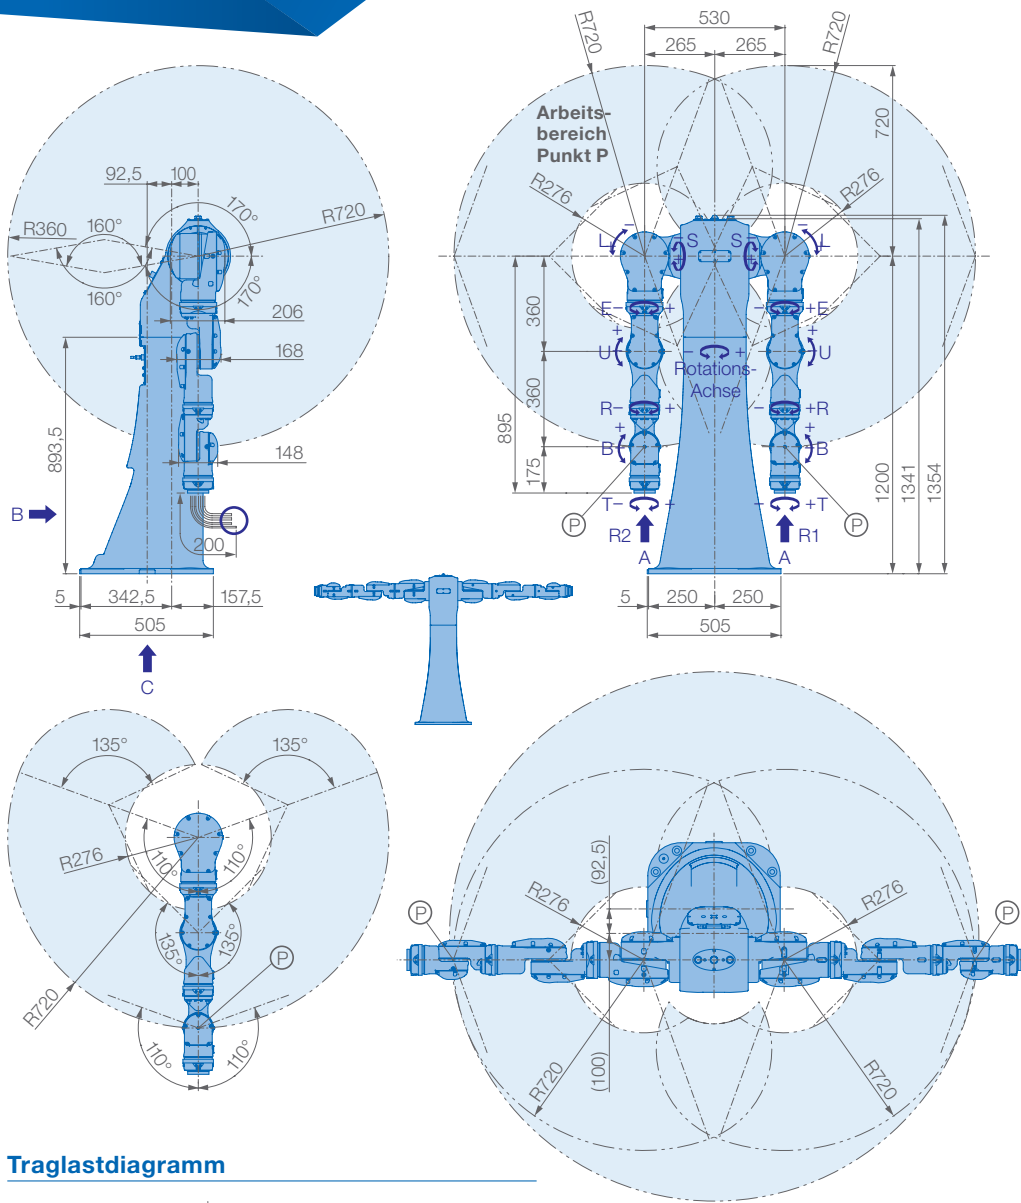 530
265
265
R720
R720
720
Arbeits-
bereich
Punkt P
R276
R276
92,5
100
170°
R720
R360
160°
160°
170°
206
168
148
893,5
B
200
5
342,5
157,5
505
C
L
−
S
−
S
−
−
L
E
−
+
−
+
E
+
U
+
U
−
+
Rotations-
Achse
R
−
+
−
+
R
+
B
+
B
T
−
+
−
+
T
P
P
R2
R1
A
A
360
360
895
175
1200
1341
1354
5
250
250
505
135°
135°
R276
110°
110°
135°
135°
P
R720
110°
110°
(92,5)
R276
R276
P
P
(100)
R720
R720
Traglastdiagramm